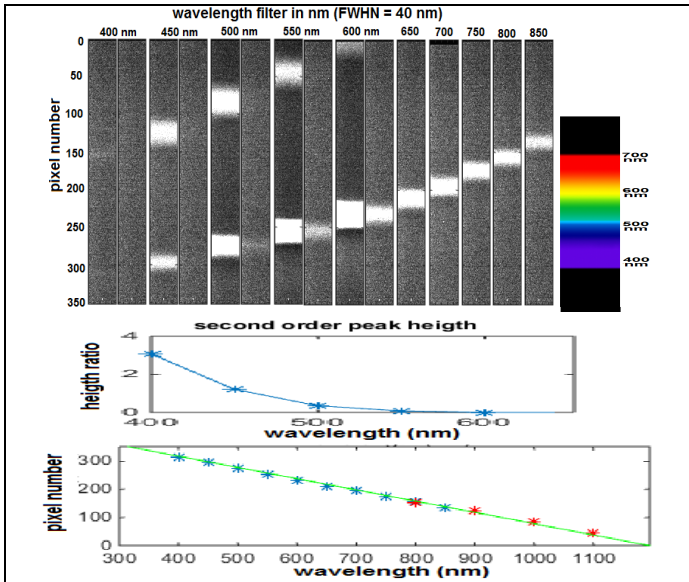 wavelength filter in nm (FWHN = 40 nm)
400 nm 450 nm 500 nm 550 nm 600 nm 650 700 750 800 850
0
50
100
150
200
250
300
350
pixel number
700 nm
600 nm
500 nm
400 nm
second order peak heigth
.4
.2
0
heigth ratio
400 500 600
wavelength (nm)
300
200
100
0
pixel number
300 400 500 600 700 800 900 1000 1100
wavelength (nm)